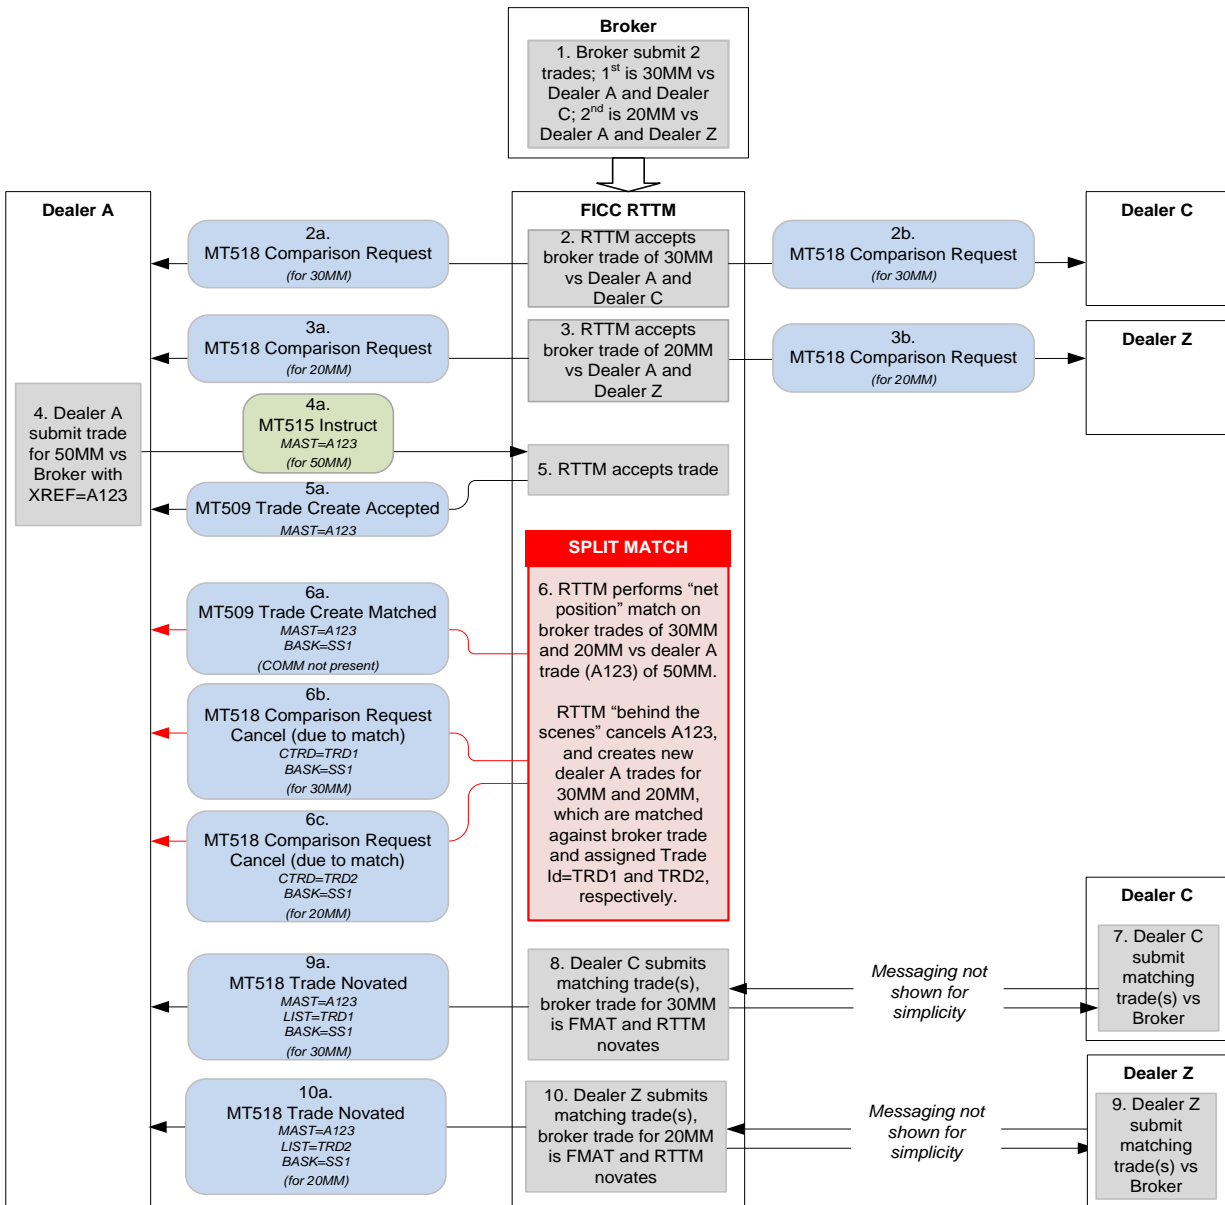 Broker
1. Broker submit 2
trades; 1st is 30MM vs
Dealer A and Dealer
C; 2nd is 20MM vs
Dealer A and Dealer Z
Dealer A
FICC RTTM
Dealer C
2a.
MT518 Comparison Request
(for 30MM)
2. RTTM accepts
broker trade of 30MM
vs Dealer A and
Dealer C
2b.
MT518 Comparison Request
(for 30MM)
3a.
MT518 Comparison Request
(for 20MM)
3. RTTM accepts
broker trade of 20MM
vs Dealer A and
Dealer Z
3b.
MT518 Comparison Request
(for 20MM)
Dealer Z
4. Dealer A
submit trade
for 50MM vs
Broker with
XREF=A123
4a.
MT515 Instruct
MAST=A123
(for 50MM)
5. RTTM accepts trade
5a.
MT509 Trade Create Accepted
MAST=A123
SPLIT MATCH
6. RTTM performs “net
position” match on
broker trades of 30MM
and 20MM vs dealer A
trade (A123) of 50MM.
RTTM “behind the
scenes” cancels A123,
and creates new
dealer A trades for
30MM and 20MM,
which are matched
against broker trade
and assigned Trade
Id=TRD1 and TRD2,
respectively.
6a.
MT509 Trade Create Matched
MAST=A123
BASK=SS1
(COMM not present)
6b.
MT518 Comparison Request
Cancel (due to match)
CTRD=TRD1
BASK=SS1
(for 30MM)
6c.
MT518 Comparison Request
Cancel (due to match)
CTRD=TRD2
BASK=SS1
(for 20MM)
Dealer C
7. Dealer C
submit
matching
trade(s) vs
Broker
Messaging not
shown for
simplicity
8. Dealer C submits
matching trade(s),
broker trade for 30MM
is FMAT and RTTM
novates
9a.
MT518 Trade Novated
MAST=A123
LIST=TRD1
BASK=SS1
(for 30MM)
Dealer Z
9. Dealer Z
submit
matching
trade(s) vs
Broker
Messaging not
shown for
simplicity
10. Dealer Z submits
matching trade(s),
broker trade for 20MM
is FMAT and RTTM
novates
10a.
MT518 Trade Novated
MAST=A123
LIST=TRD2
BASK=SS1
(for 20MM)